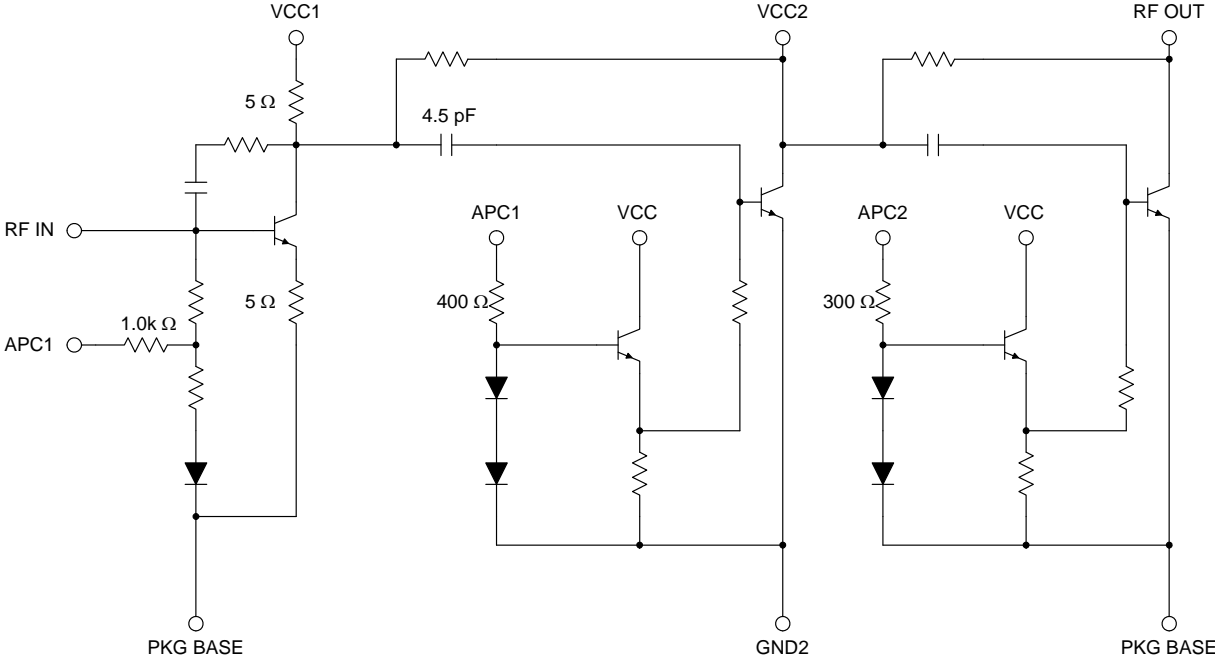 VCC1
VCC2
RF OUT
5 Ω
4.5 pF
RF IN
APC1
VCC
APC2
VCC
5 Ω
400 Ω
300 Ω
1.0k Ω
APC1
PKG BASE
GND2
PKG BASE